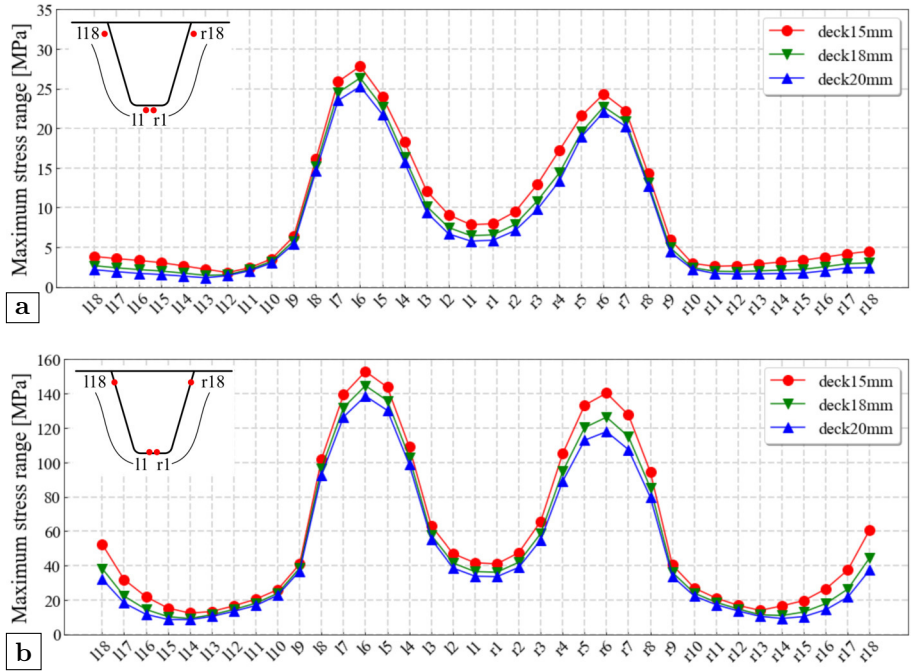 Maximum stress range [MPa]
35
30
25
20
15
10
5
0
l18 r18
l1 r1
deck15mm
deck18mm
deck20mm
l18 l17 l16 l15 l14 l13 l12 l11 l10 l9 l8 l7 l6 l5 l4 l3 l2 l1 r1 r2 r3 r4 r5 r6 r7 r8 r9 r10 r11 r12 r13 r14 r15 r16 r17 r18
a
Maximum stress range [MPa]
160
140
120
100
80
60
40
20
0
l18 r18
l1 r1
deck15mm
deck18mm
deck20mm
l18 l17 l16 l15 l14 l13 l12 l11 l10 l9 l8 l7 l6 l5 l4 l3 l2 l1 r1 r2 r3 r4 r5 r6 r7 r8 r9 r10 r11 r12 r13 r14 r15 r16 r17 r18
b